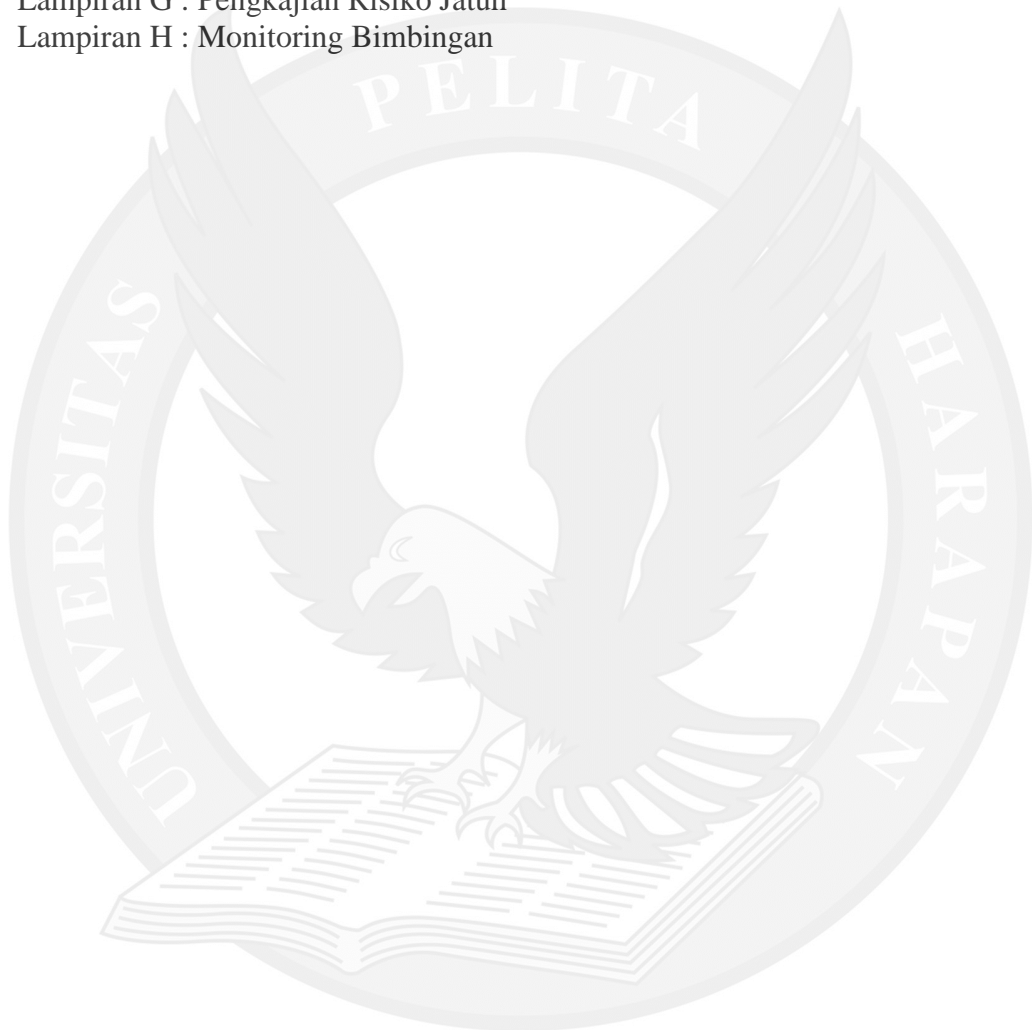 Lampiran G : Pengkajian Risiko Jatuh
Lampiran H : Monitoring Bimbingan
UNIVERSITAS PELITA HARAPAN